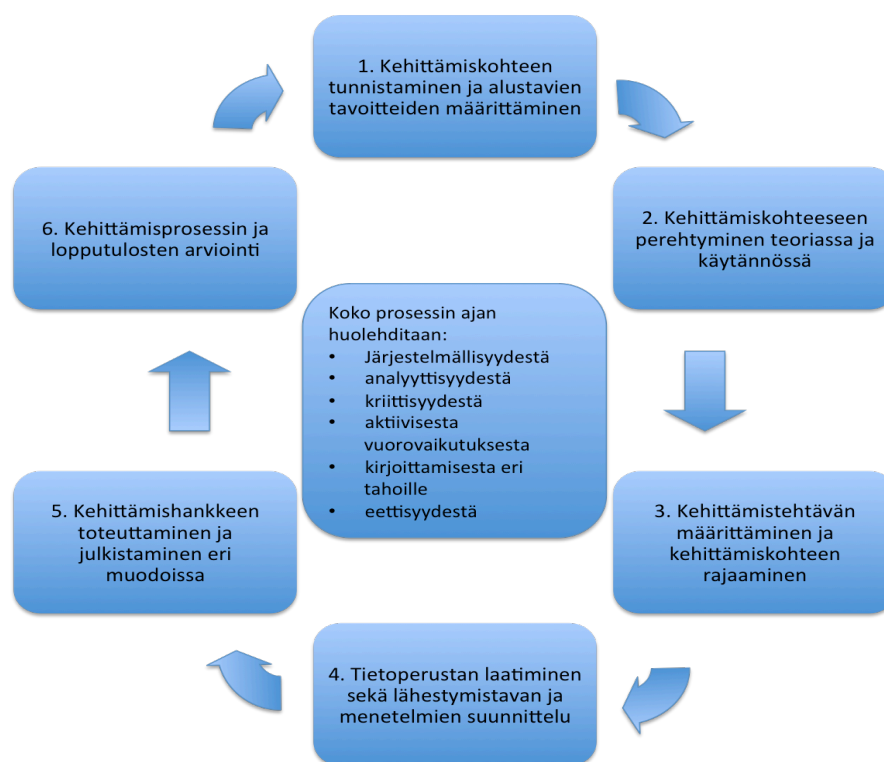 1. Kehittämiskohteen
tunnistaminen ja alustavien
tavoitteiden määrittäminen
2. Kehittämiskohteeseen
perehtyminen teoriassa ja
käytännössä
3. Kehittämistehtävän
määrittäminen ja
kehittämiskohteen
rajaaminen
4. Tietoperustan laatiminen
sekä lähestymistavan ja
menetelmien suunnittelu
5. Kehittämishankkeen
toteuttaminen ja
julkistaminen eri
muodoissa
6. Kehittämisprosessin ja
lopputulosten arviointi
Koko prosessin ajan
huolehditaan:
• Järjestelmällisyydestä
• analyyttisyydestä
• kriittisyydestä
• aktiivisesta
vuorovaikutuksesta
• kirjoittamisesta eri
tahoille
• eettisyydestä